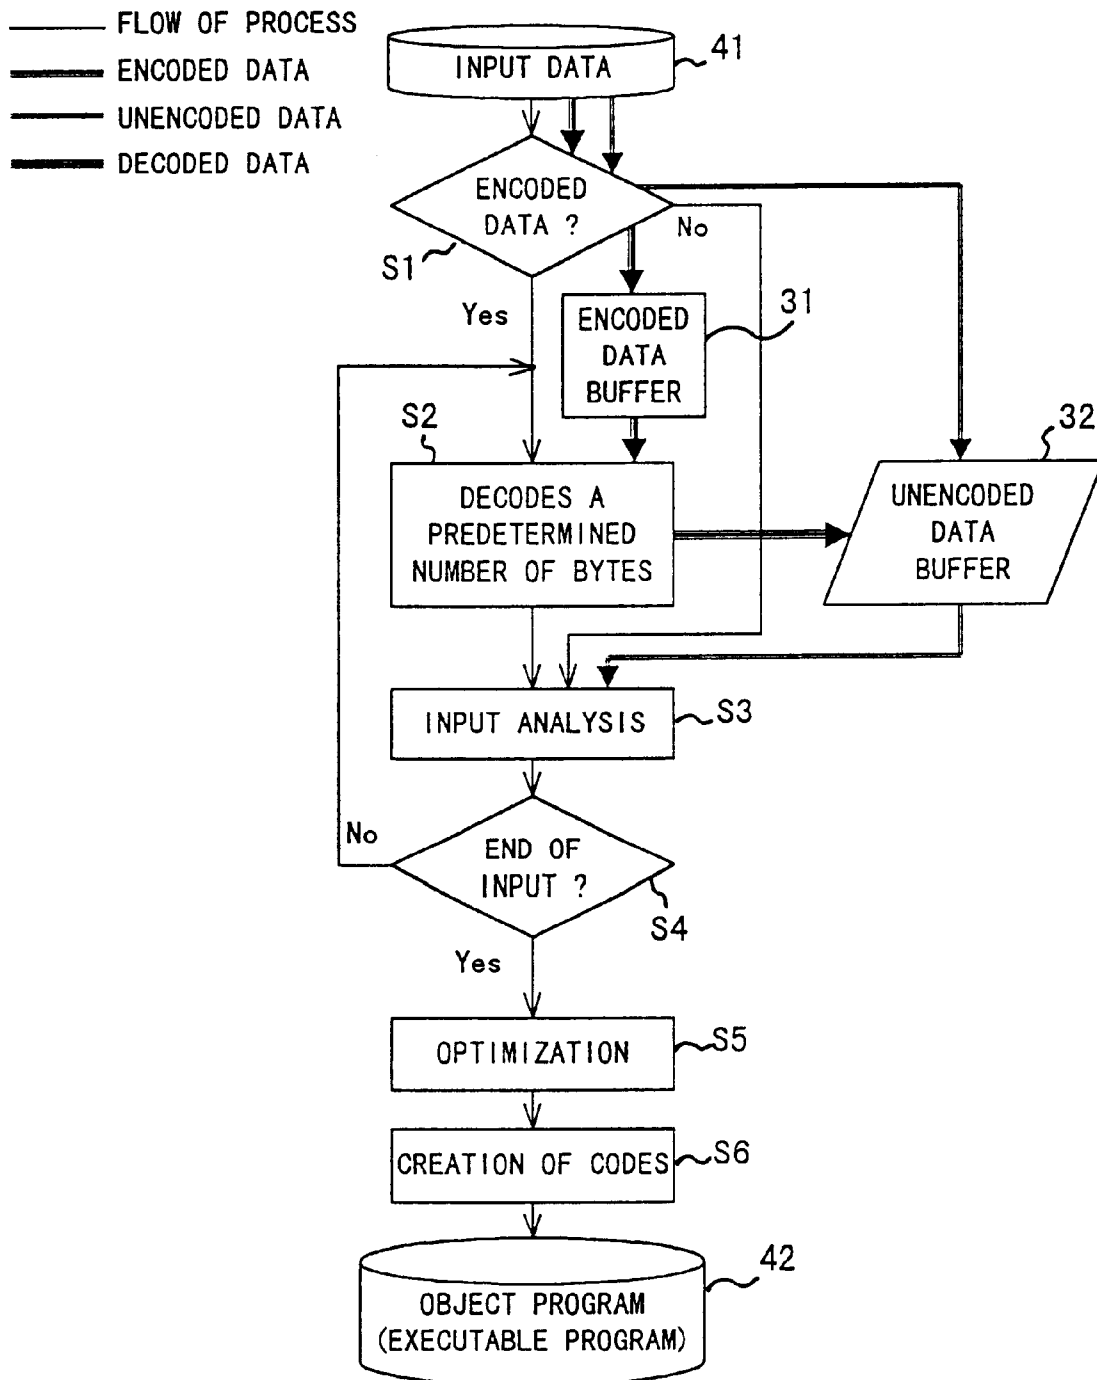 FLOW OF PROCESS
ENCODED DATA
UNENCODED DATA
DECODED DATA
INPUT DATA
41
ENCODED
DATA ?
S1
No
Yes
ENCODED
DATA
BUFFER
31
S2
DECODES A
PREDETERMINED
NUMBER OF BYTES
32
UNENCODED
DATA
BUFFER
INPUT ANALYSIS
S3
No
END OF
INPUT ?
S4
Yes
OPTIMIZATION
S5
CREATION OF CODES
S6
42
OBJECT PROGRAM
(EXECUTABLE PROGRAM)